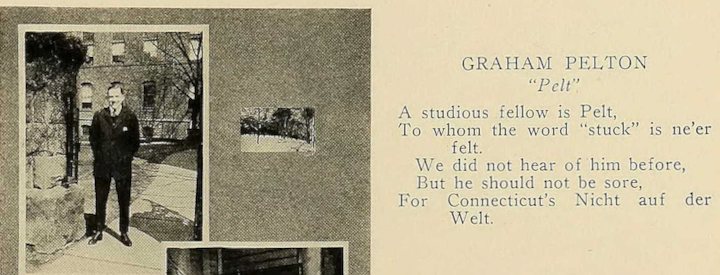 GRAHAM PELTON
"Pelt"
A studious fellow is Pelt,
To whom the word "stuck" is ne'er
felt.
We did not hear of him before,
But he should not be sore,
For Connecticut's Nicht auf der
Welt.